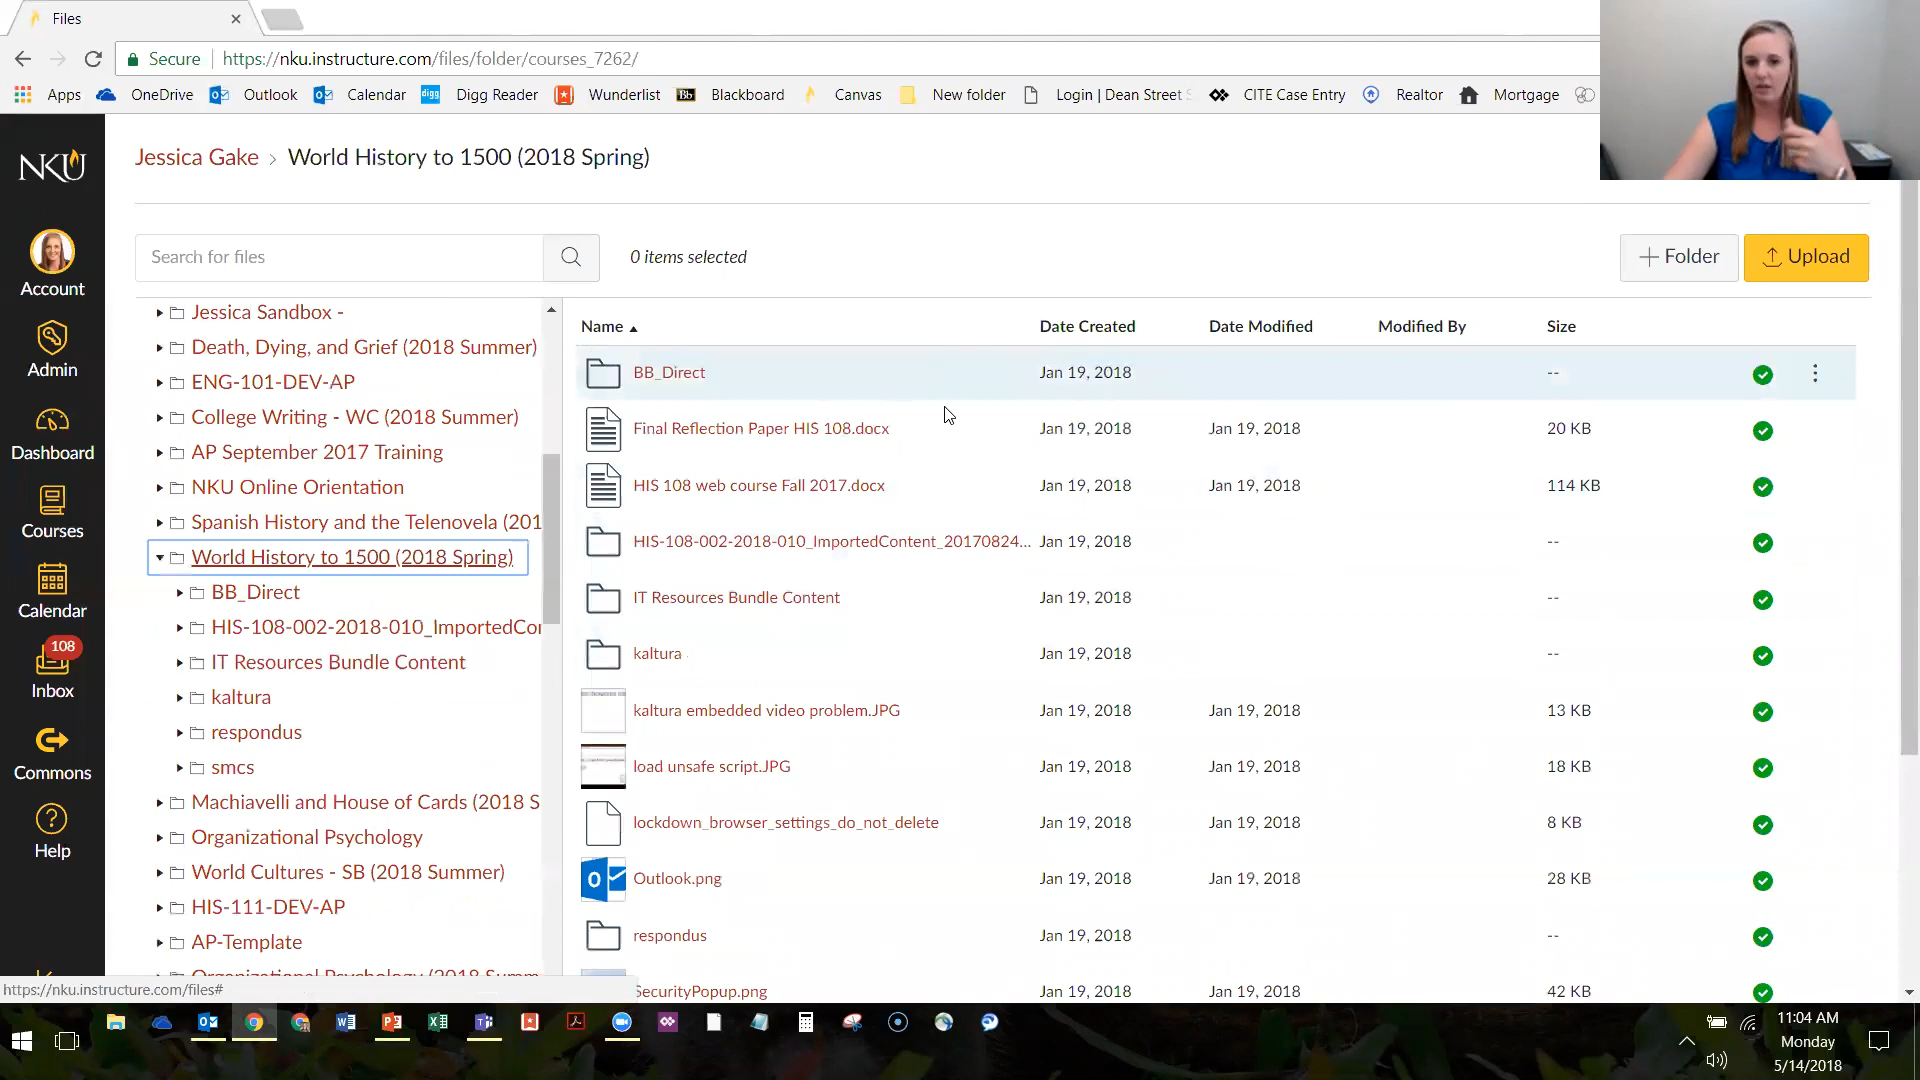 Files
Secure
https://nku.instructure.com/files/folder/courses_7262/
Apps OneDrive Outlook Calendar digg Digg Reader Wunderlist Bb Blackboard Canvas New folder Login | Dean Street CITE Case Entry Realtor Mortgage
NKU
Account
Admin
Dashboard
Courses
Calendar
108
Inbox
Commons
Help
Jessica Gake > World History to 1500 (2018 Spring)
Search for files
0 items selected
+ Folder
Upload
Jessica Sandbox -
Death, Dying, and Grief (2018 Summer)
ENG-101-DEV-AP
College Writing - WC (2018 Summer)
AP September 2017 Training
NKU Online Orientation
Spanish History and the Telenovela (201
World History to 1500 (2018 Spring)
BB_Direct
HIS-108-002-2018-010_ImportedCon
IT Resources Bundle Content
kaltura
respondus
smcs
Machiavelli and House of Cards (2018 S
Organizational Psychology
World Cultures - SB (2018 Summer)
HIS-111-DEV-AP
AP-Template
Organizational Psychology (2018 Summ
Name Date Created Date Modified Modified By Size
BB_Direct Jan 19, 2018 --
Final Reflection Paper HIS 108.docx Jan 19, 2018 Jan 19, 2018 20 KB
HIS 108 web course Fall 2017.docx Jan 19, 2018 Jan 19, 2018 114 KB
HIS-108-002-2018-010_ImportedContent_20170824... Jan 19, 2018 --
IT Resources Bundle Content Jan 19, 2018 --
kaltura Jan 19, 2018 --
kaltura embedded video problem.JPG Jan 19, 2018 Jan 19, 2018 13 KB
load unsafe script.JPG Jan 19, 2018 Jan 19, 2018 18 KB
lockdown_browser_settings_do_not_delete Jan 19, 2018 Jan 19, 2018 8 KB
Outlook.png Jan 19, 2018 Jan 19, 2018 28 KB
respondus Jan 19, 2018 --
SecurityPopup.png Jan 19, 2018 Jan 19, 2018 42 KB
https://nku.instructure.com/files#
11:04 AM
Monday
5/14/2018